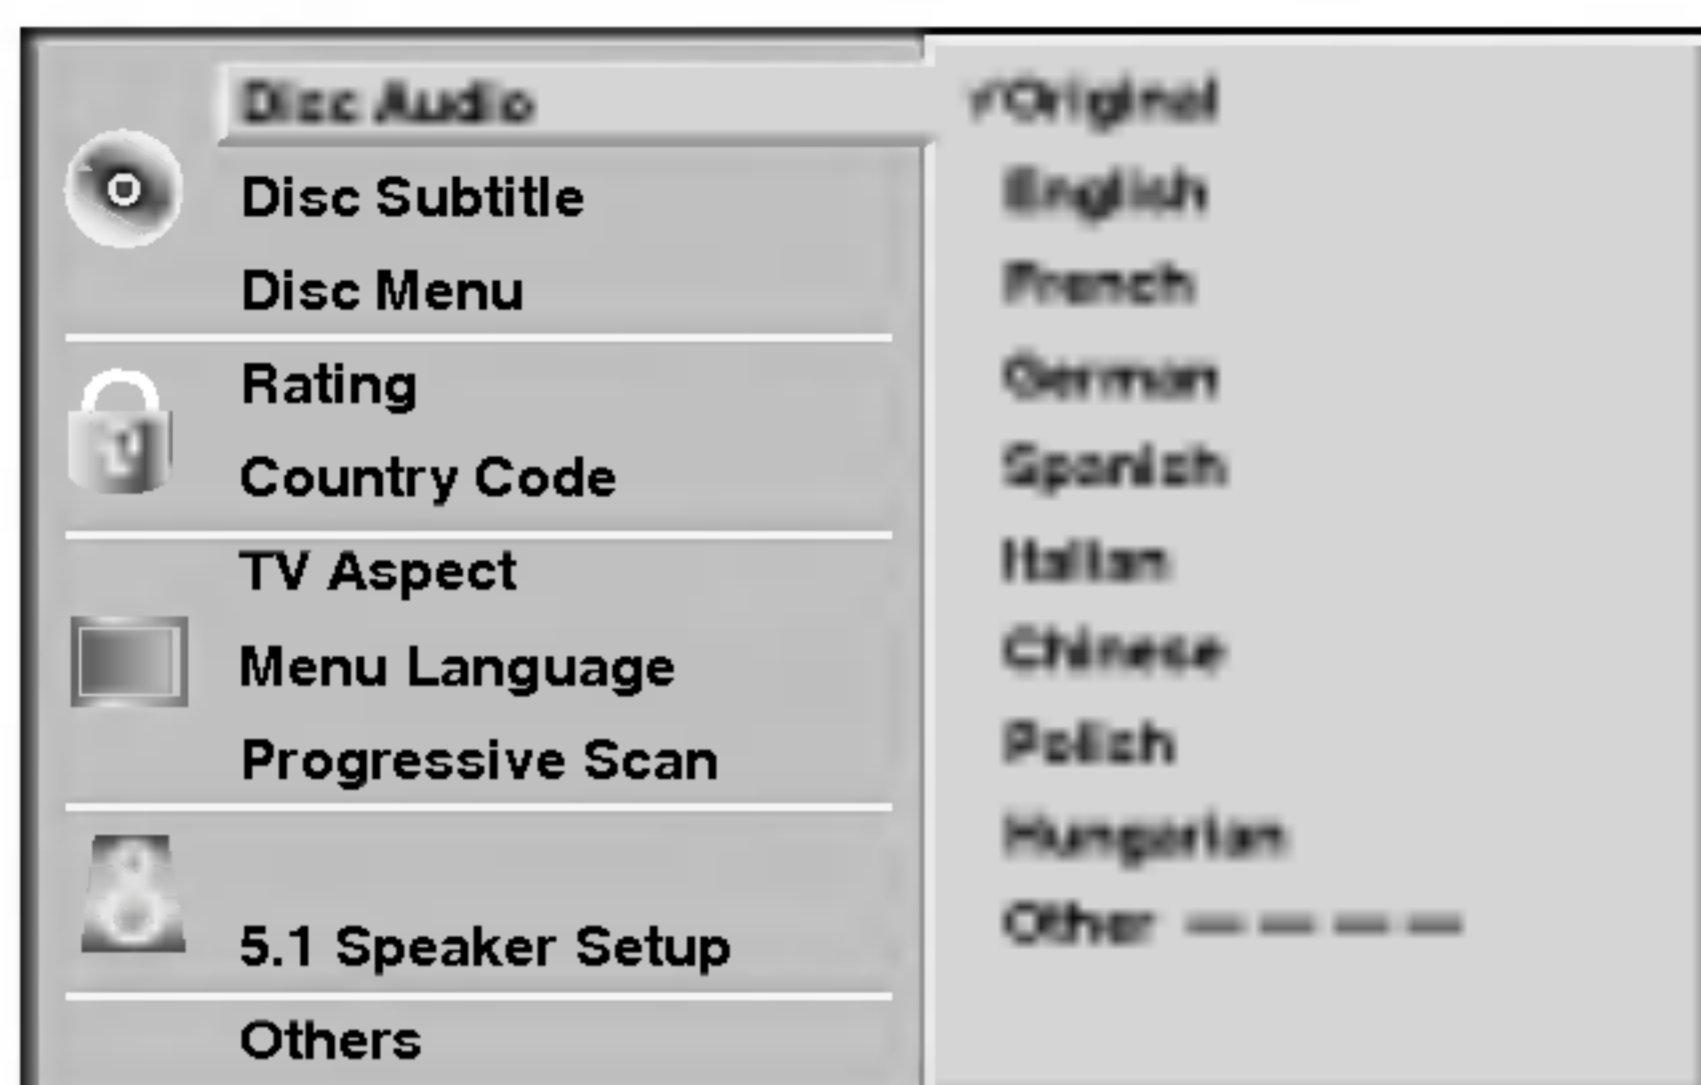 Disc Audio
Disc Subtitle
Disc Menu
Rating
Country Code
TV Aspect
Menu Language
Progressive Scan
5.1 Speaker Setup
Others
✓Original
English
French
German
Spanish
Italian
Chinese
Polish
Hungarian
Other — — — —